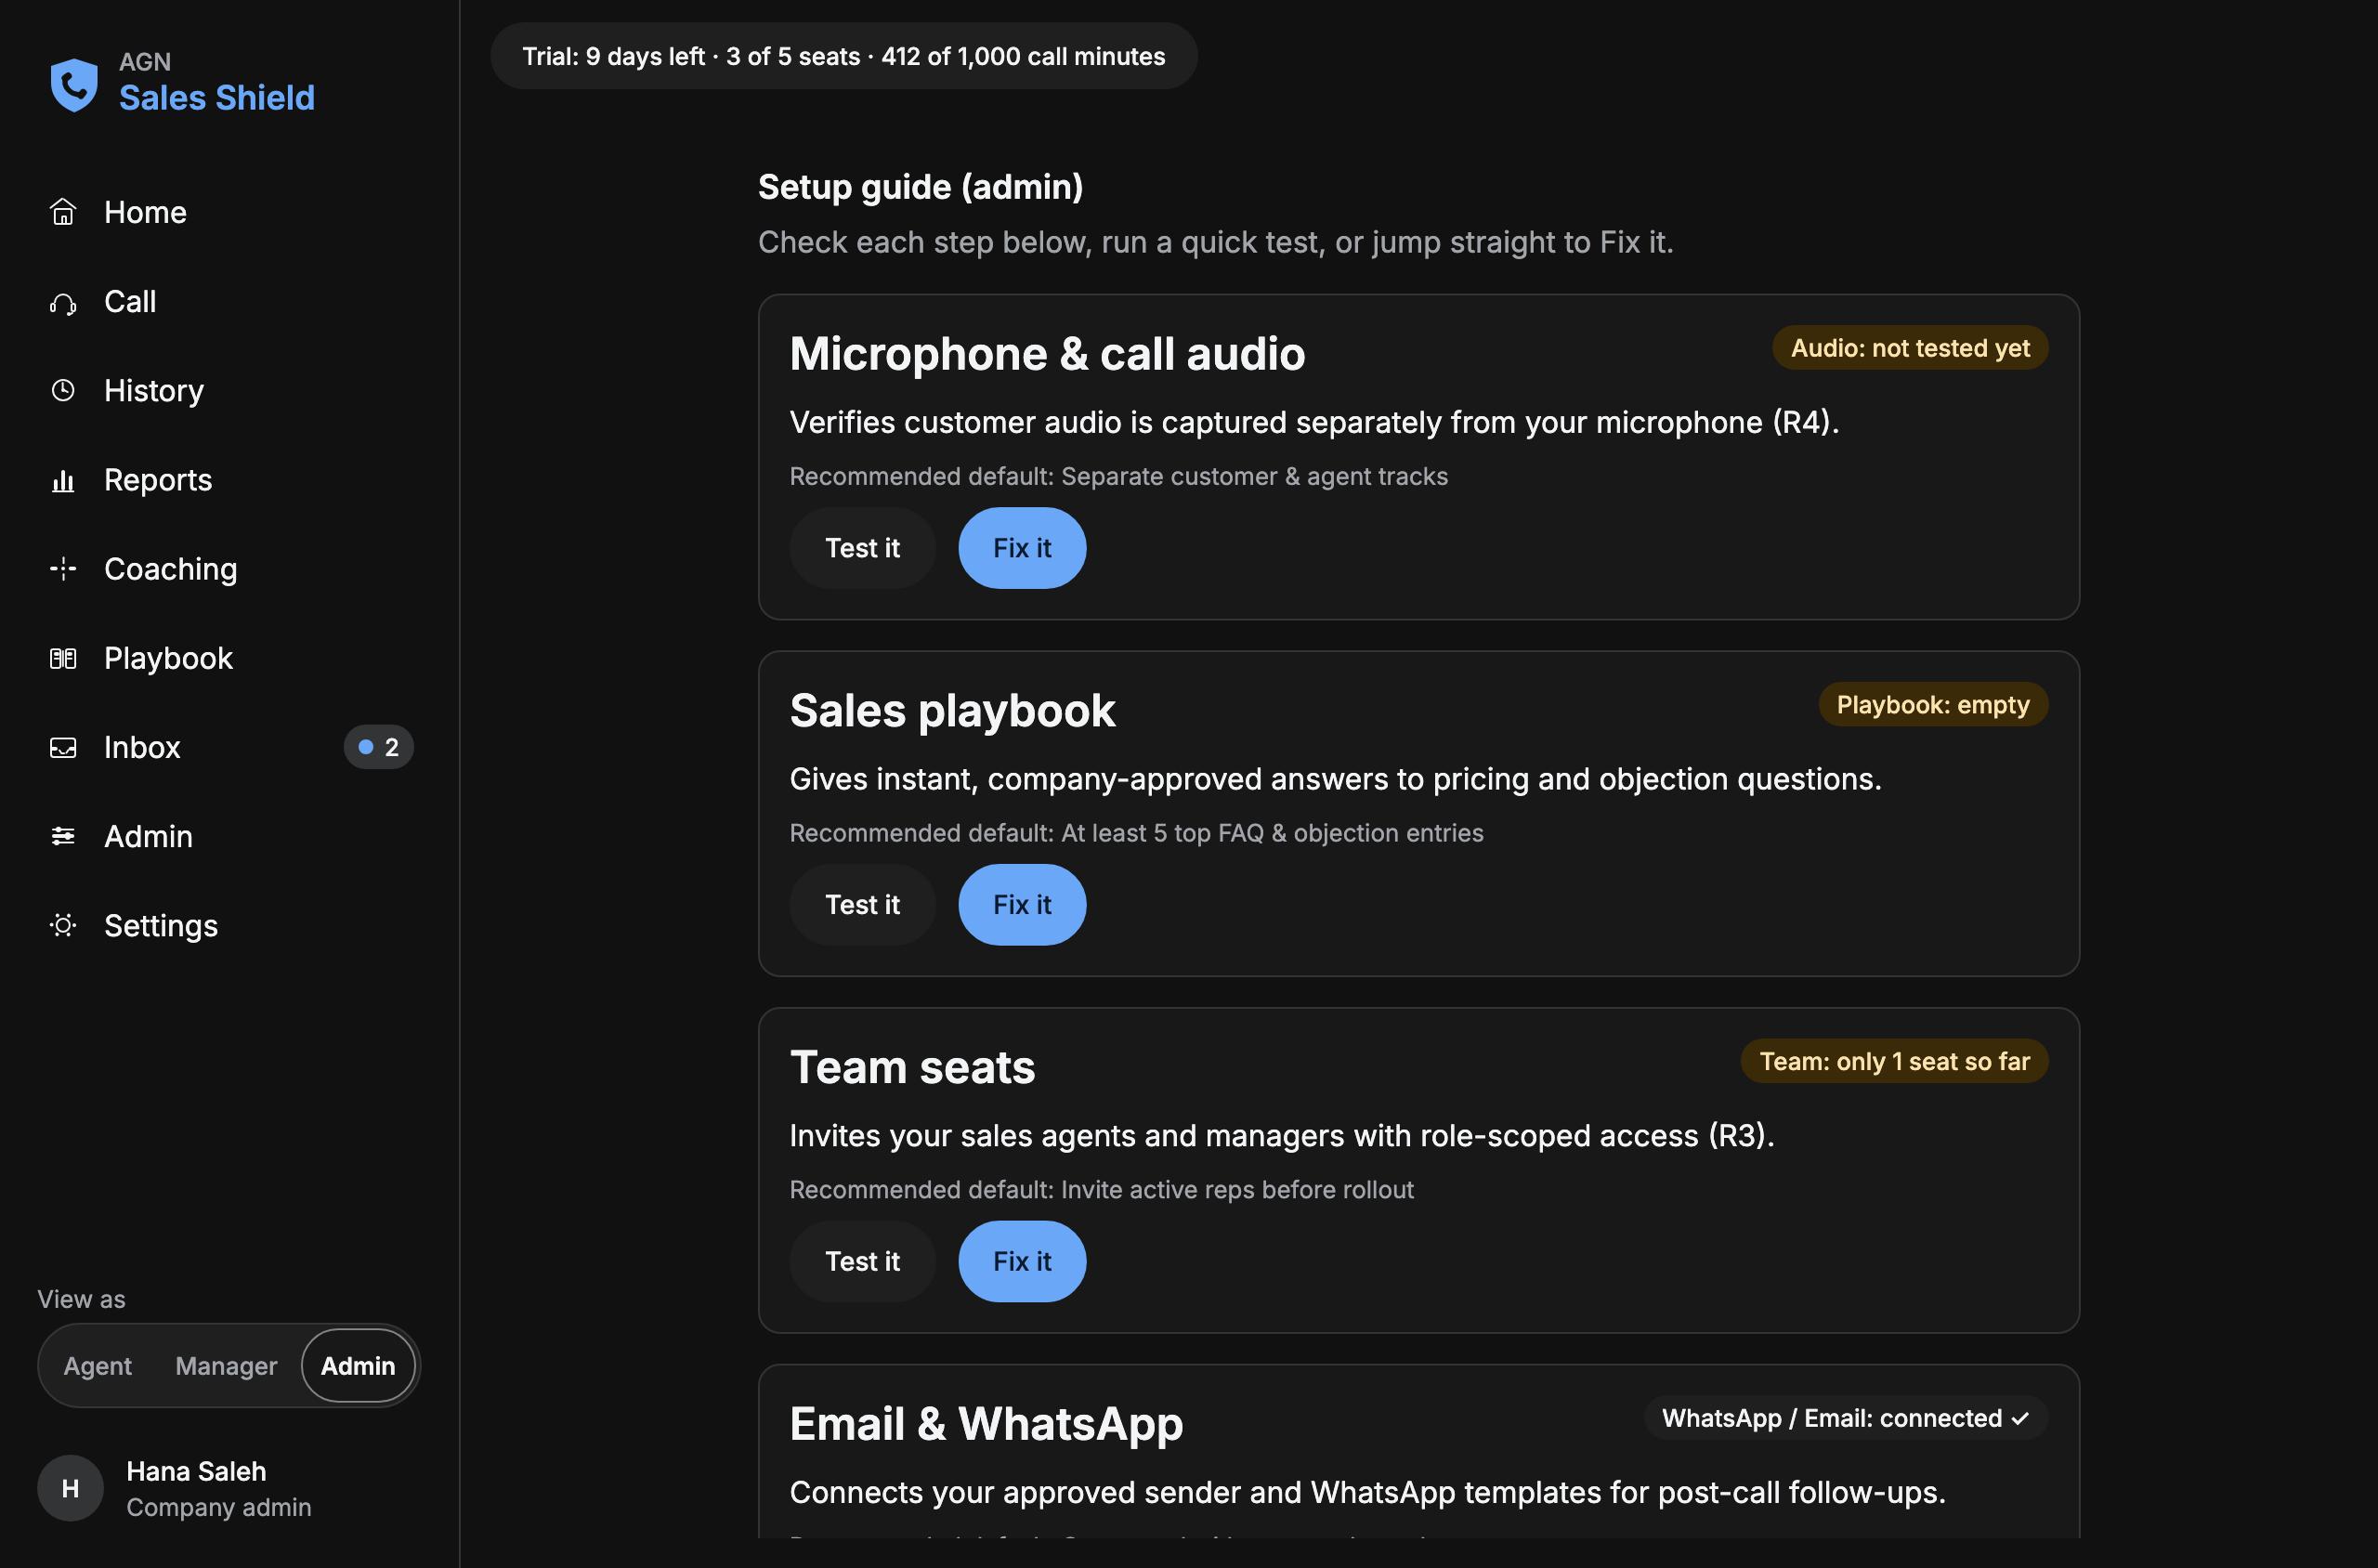 AGN
Sales Shield
Home
Call
History
Reports
Coaching
Playbook
Inbox
2
Admin
Settings
View as
Agent
Manager
Admin
H
Hana Saleh
Company admin
Trial: 9 days left · 3 of 5 seats · 412 of 1,000 call minutes
Setup guide (admin)
Check each step below, run a quick test, or jump straight to Fix it.
Microphone & call audio
Audio: not tested yet
Verifies customer audio is captured separately from your microphone (R4).
Recommended default: Separate customer & agent tracks
Test it
Fix it
Sales playbook
Playbook: empty
Gives instant, company-approved answers to pricing and objection questions.
Recommended default: At least 5 top FAQ & objection entries
Test it
Fix it
Team seats
Team: only 1 seat so far
Invites your sales agents and managers with role-scoped access (R3).
Recommended default: Invite active reps before rollout
Test it
Fix it
Email & WhatsApp
WhatsApp / Email: connected ✓
Connects your approved sender and WhatsApp templates for post-call follow-ups.